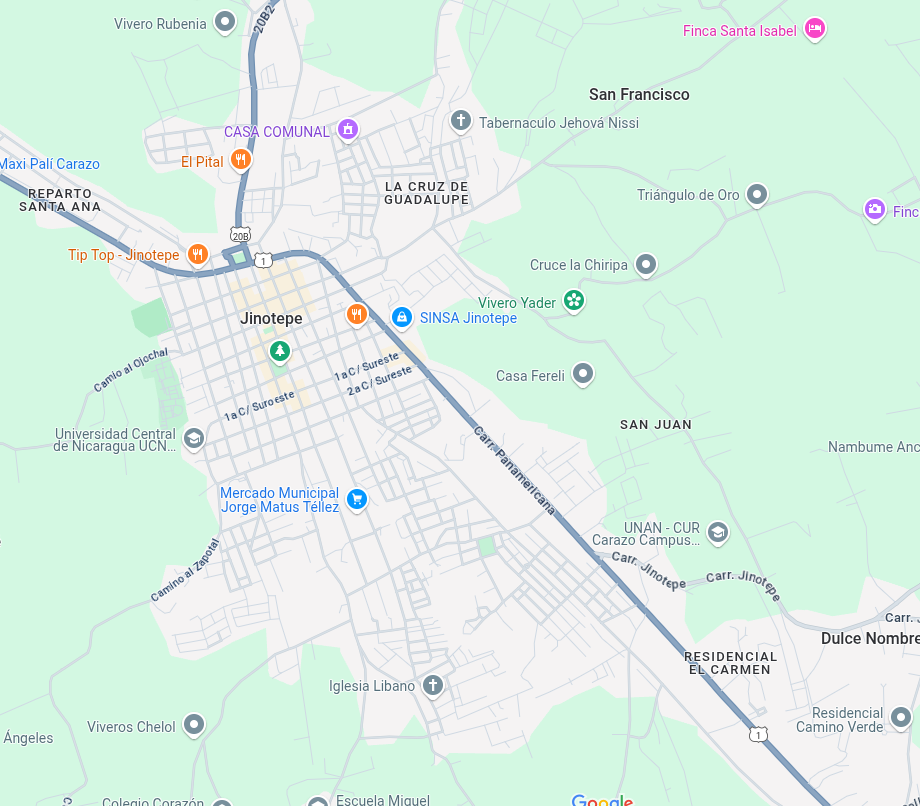 Vivero Rubenia
20B2
Finca Santa Isabel
San Francisco
Tabernaculo Jehová Nissi
CASA COMUNAL
El Pital
Maxi Palí Carazo
REPARTO
SANTA ANA
LA CRUZ DE
GUADALUPE
Triángulo de Oro
Finc
20B
1
Tip Top - Jinotepe
Cruce la Chiripa
Vivero Yader
Jinotepe
SINSA Jinotepe
1a C / Sureste
2a C / Sureste
Camio al Ojochal
Casa Fereli
1a C / Suroeste
SAN JUAN
Universidad Central
de Nicaragua UCN...
Nambume Anc
Carr. Panamericana
Mercado Municipal
Jorge Matus Téllez
UNAN - CUR
Carazo Campus...
Camino al Zapotal
Carr. Jinotepe
Carr. Jinotepe
Carr. J
Dulce Nombre
RESIDENCIAL
EL CARMEN
Iglesia Libano
Residencial
Camino Verde
Viveros Chelol
1
Ángeles
Colegio Corazón
Escuela Miguel
Google